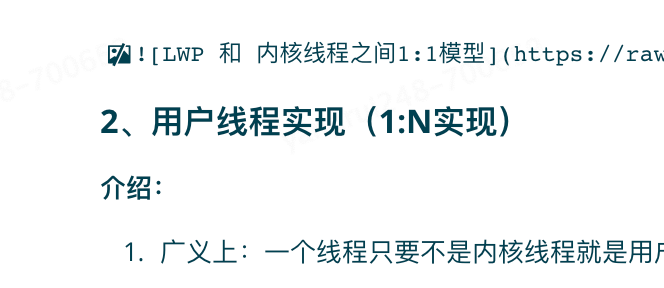 ![LWP 和 内核线程之间1:1模型](https://raw
2、用户线程实现（1:N实现）
介绍：
1. 广义上：一个线程只要不是内核线程就是用户